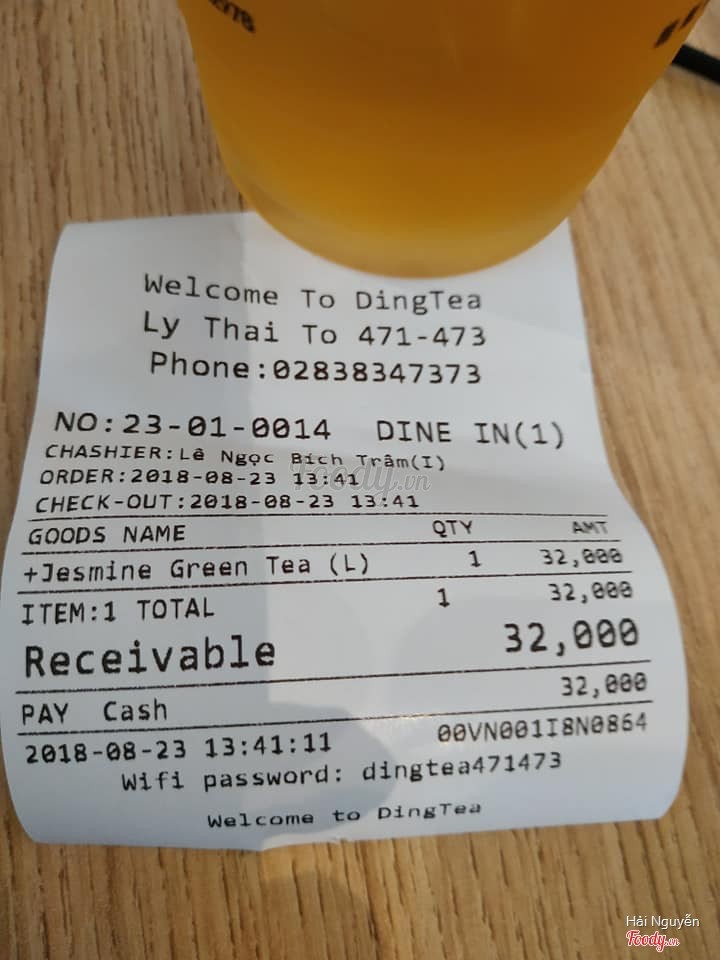 Welcome To DingTea
Ly Thai To 471-473
Phone:02838347373
NO:23-01-0014 DINE IN(1)
CHASHIER:Lê Ngọc Bích Trâm(I)
ORDER:2018-08-23 13:41
CHECK-OUT:2018-08-23 13:41
GOODS NAME QTY AMT
+Jesmine Green Tea (L) 1 32,000
ITEM:1 TOTAL 1 32,000
Receivable 32,000
PAY Cash 32,000
2018-08-23 13:41:11 00VN001I8N0864
Wifi password: dingtea471473
Welcome to DingTea
Foody.vn
Hải Nguyễn
Foody.vn